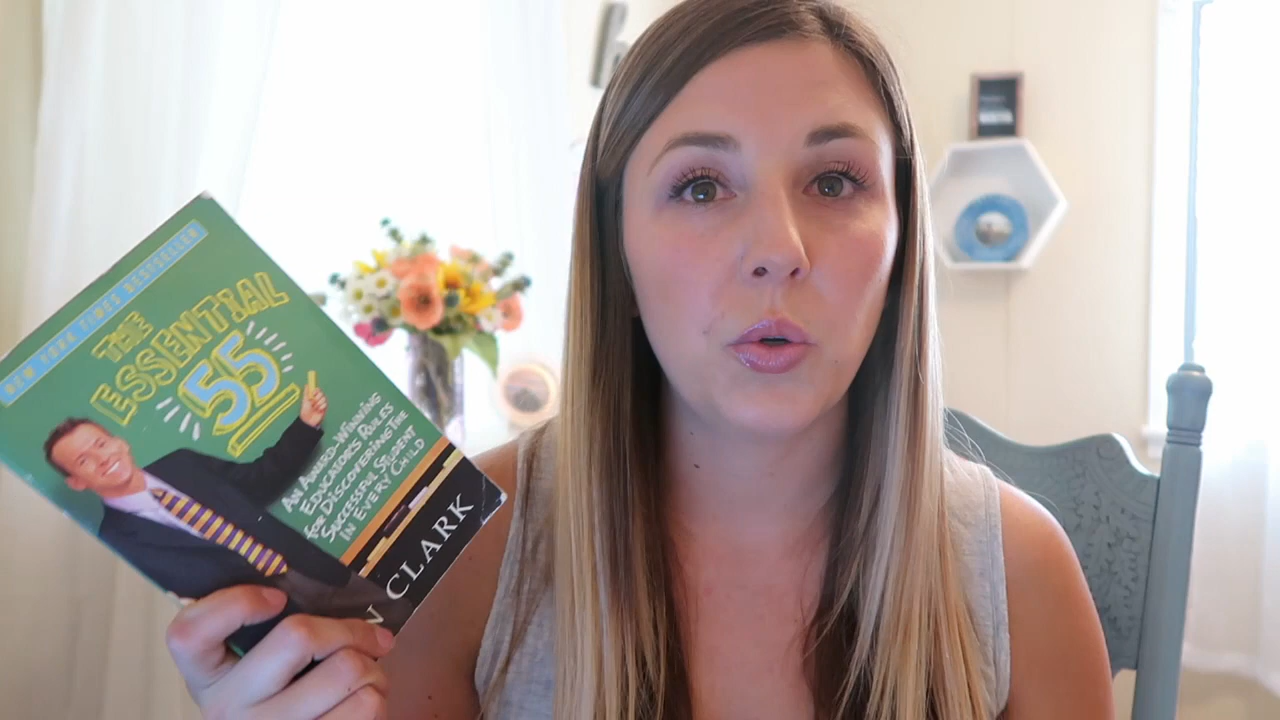 NEW YORK TIMES BESTSELLER
THE
ESSENTIAL
55
AN AWARD-WINNING
EDUCATOR'S RULES
FOR DISCOVERING THE
SUCCESSFUL STUDENT
IN EVERY CHILD
N CLARK
h